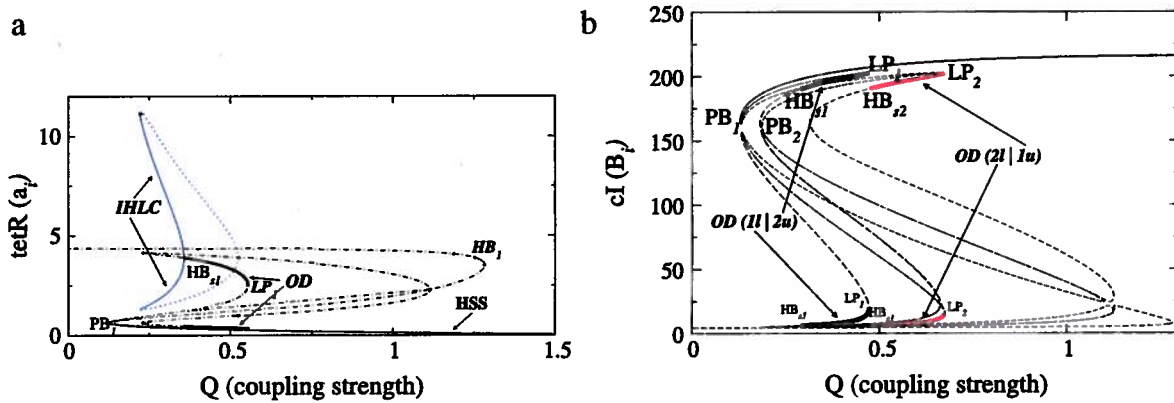 a
tetR (a_i)
10
5
0
0
0.5
1
1.5
Q (coupling strength)
IHLC
HB_s1
LP
OD
HB_1
HSS
PB_1
b
cI (B_i)
250
200
150
100
50
0
0
0.5
1
Q (coupling strength)
LP
LP_2
HB_s1
HB_s2
PB_1
PB_2
OD (2l | 1u)
OD (1l | 2u)
HB_s1
LP_1
HB_s1
LP_2